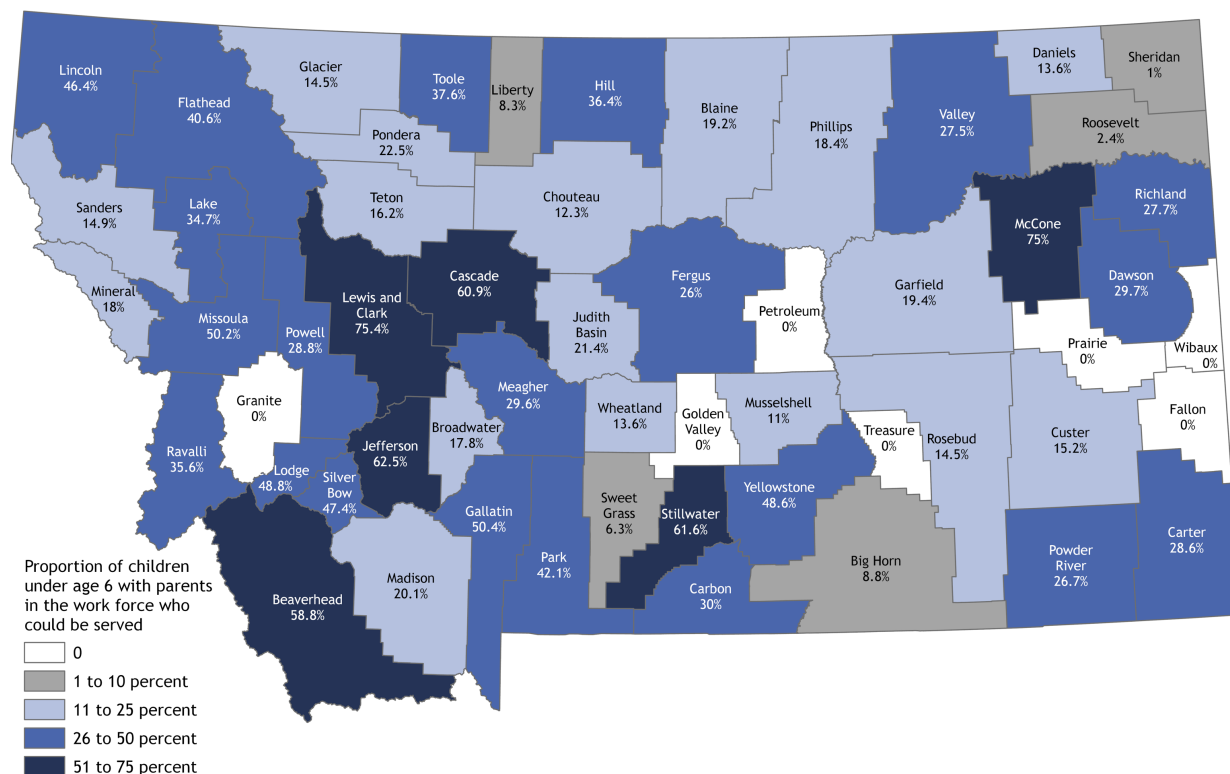 Lincoln
46.4%
Flathead
40.6%
Glacier
14.5%
Toole
37.6%
Liberty
8.3%
Hill
36.4%
Blaine
19.2%
Phillips
18.4%
Valley
27.5%
Daniels
13.6%
Sheridan
1%
Roosevelt
2.4%
Pondera
22.5%
Teton
16.2%
Chouteau
12.3%
Sanders
14.9%
Lake
34.7%
Mineral
18%
Missoula
50.2%
Powell
28.8%
Lewis and
Clark
75.4%
Cascade
60.9%
Judith
Basin
21.4%
Fergus
26%
Petroleum
0%
Garfield
19.4%
McCone
75%
Richland
27.7%
Dawson
29.7%
Prairie
0%
Wibaux
0%
Granite
0%
Ravalli
35.6%
Lodge
48.8%
Silver
Bow
47.4%
Jefferson
62.5%
Broadwater
17.8%
Meagher
29.6%
Wheatland
13.6%
Golden
Valley
0%
Musselshell
11%
Treasure
0%
Rosebud
14.5%
Custer
15.2%
Fallon
0%
Beaverhead
58.8%
Madison
20.1%
Gallatin
50.4%
Park
42.1%
Sweet
Grass
6.3%
Stillwater
61.6%
Yellowstone
48.6%
Carbon
30%
Big Horn
8.8%
Powder
River
26.7%
Carter
28.6%
Proportion of children
under age 6 with parents
in the work force who
could be served
0
1 to 10 percent
11 to 25 percent
26 to 50 percent
51 to 75 percent